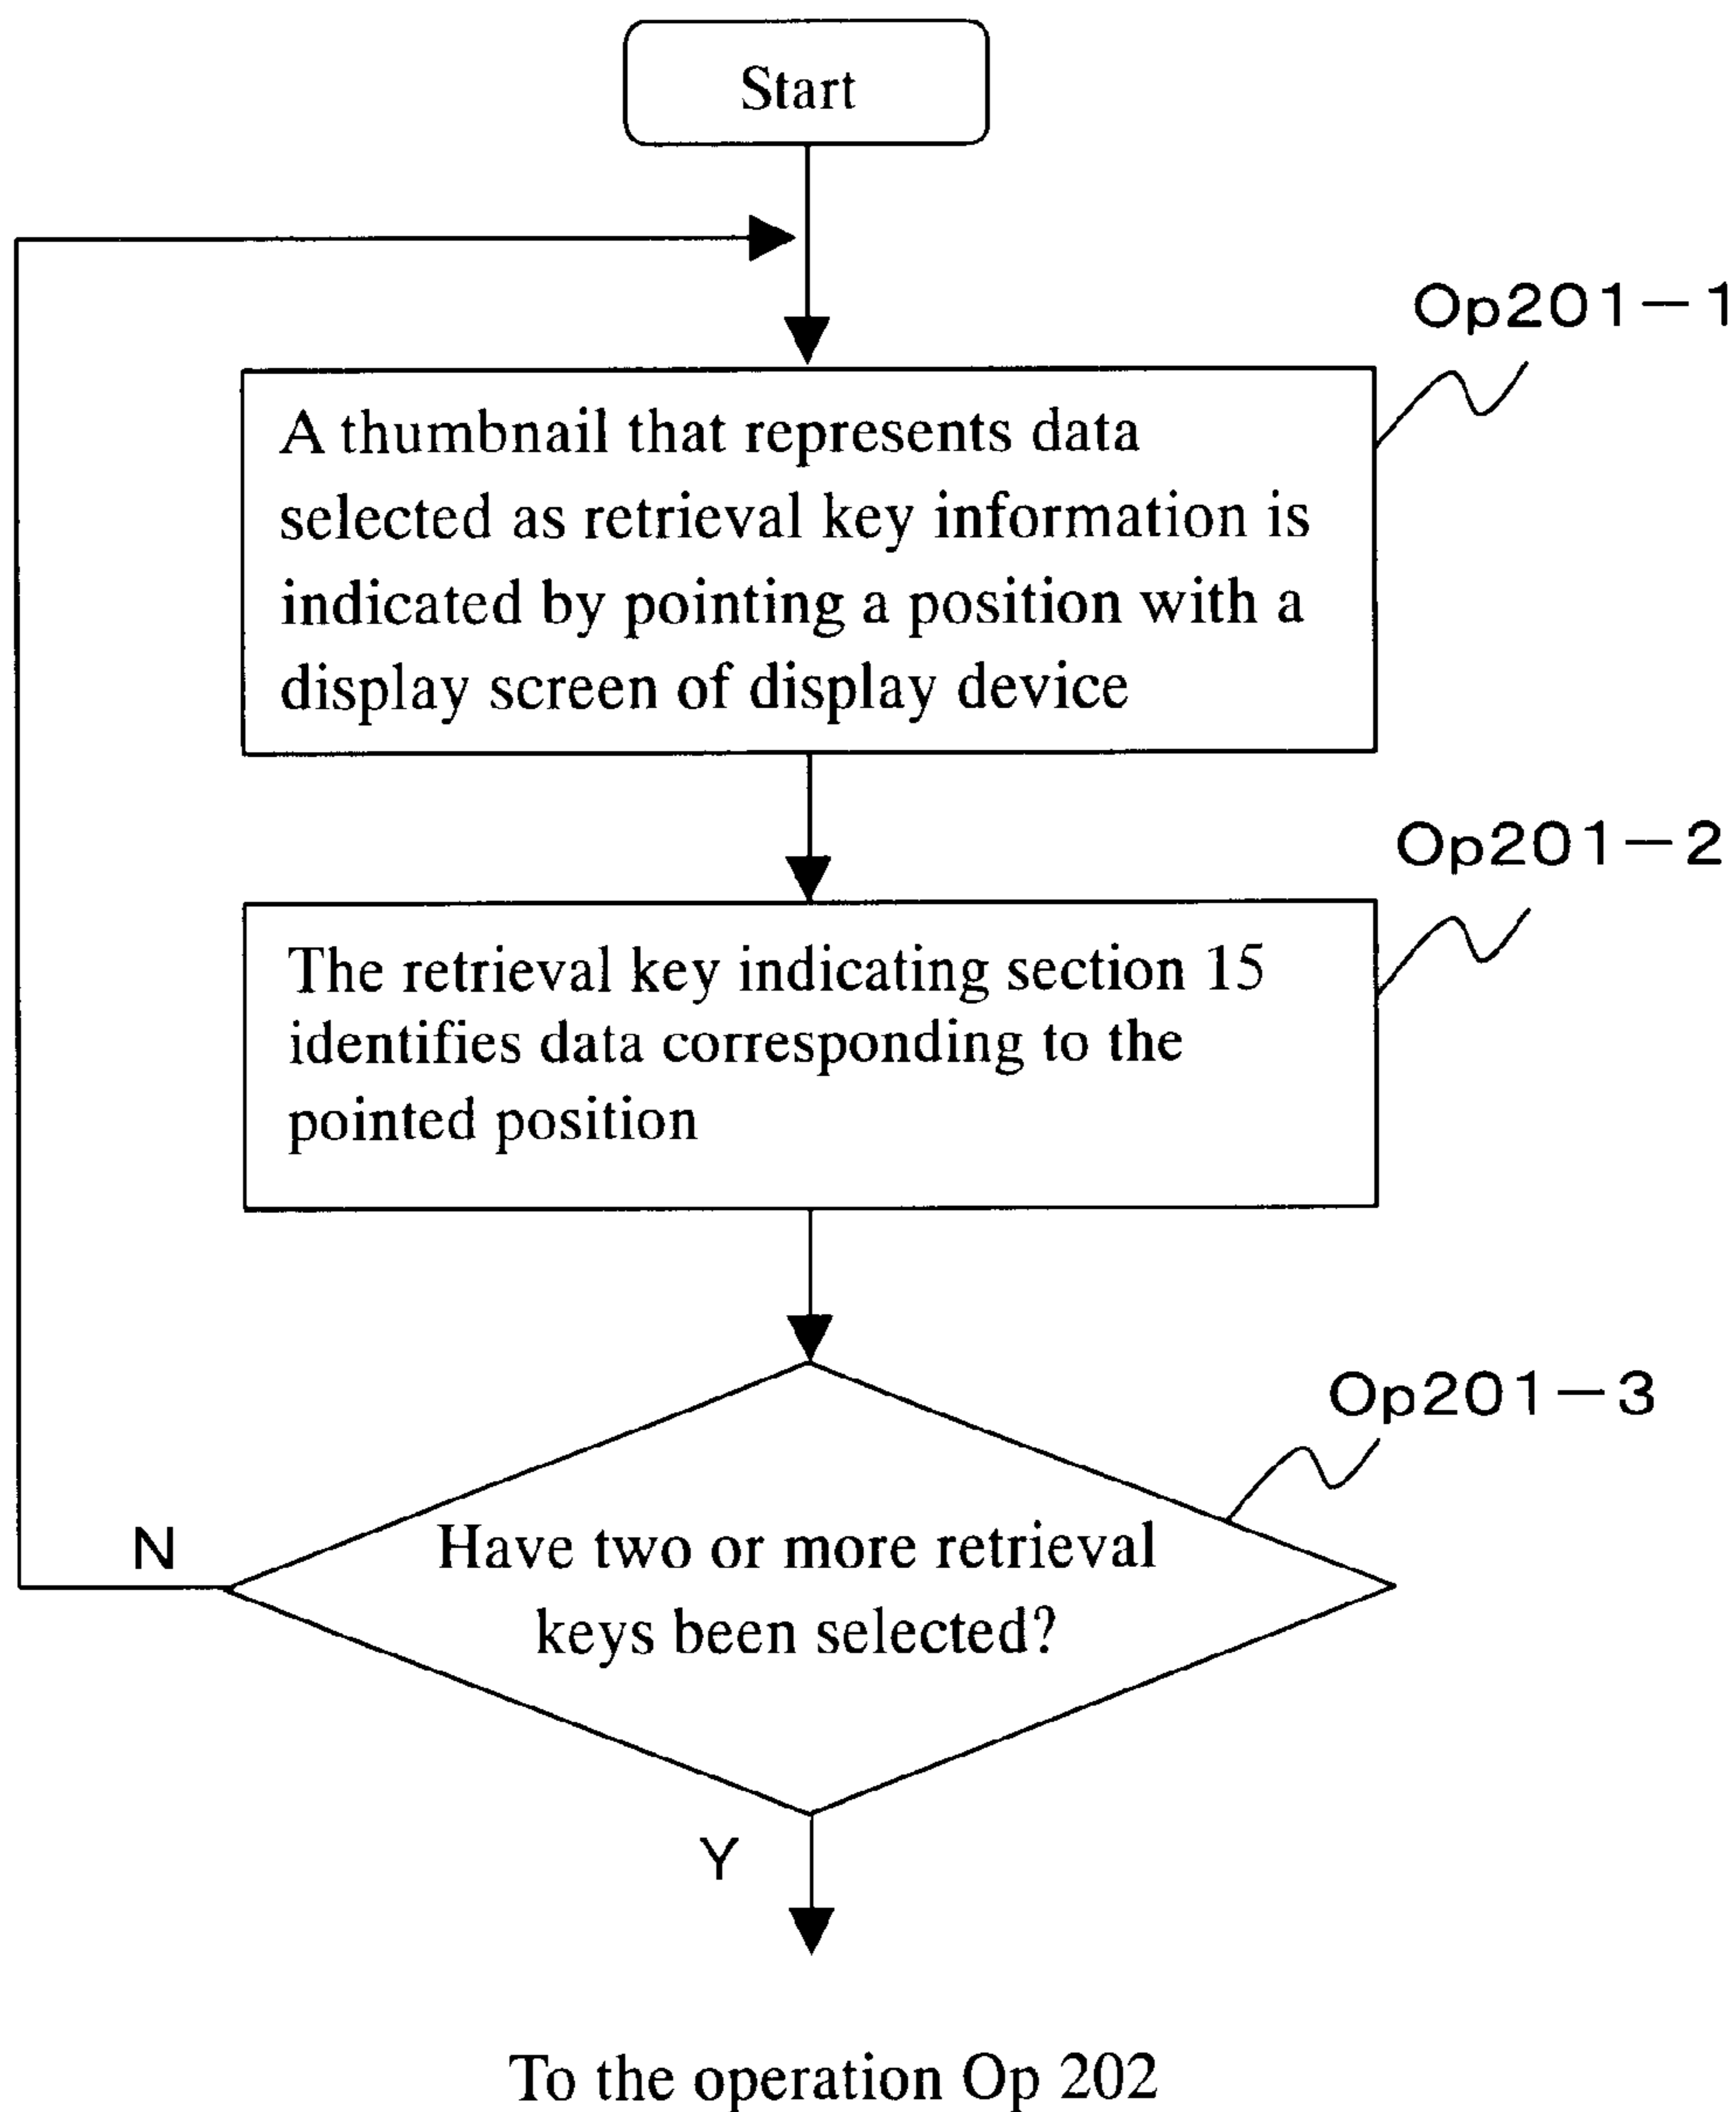 Start
Op201-1
A thumbnail that represents data
selected as retrieval key information is
indicated by pointing a position with a
display screen of display device
Op201-2
The retrieval key indicating section 15
identifies data corresponding to the
pointed position
Op201-3
Have two or more retrieval
keys been selected?
N
Y
To the operation Op 202